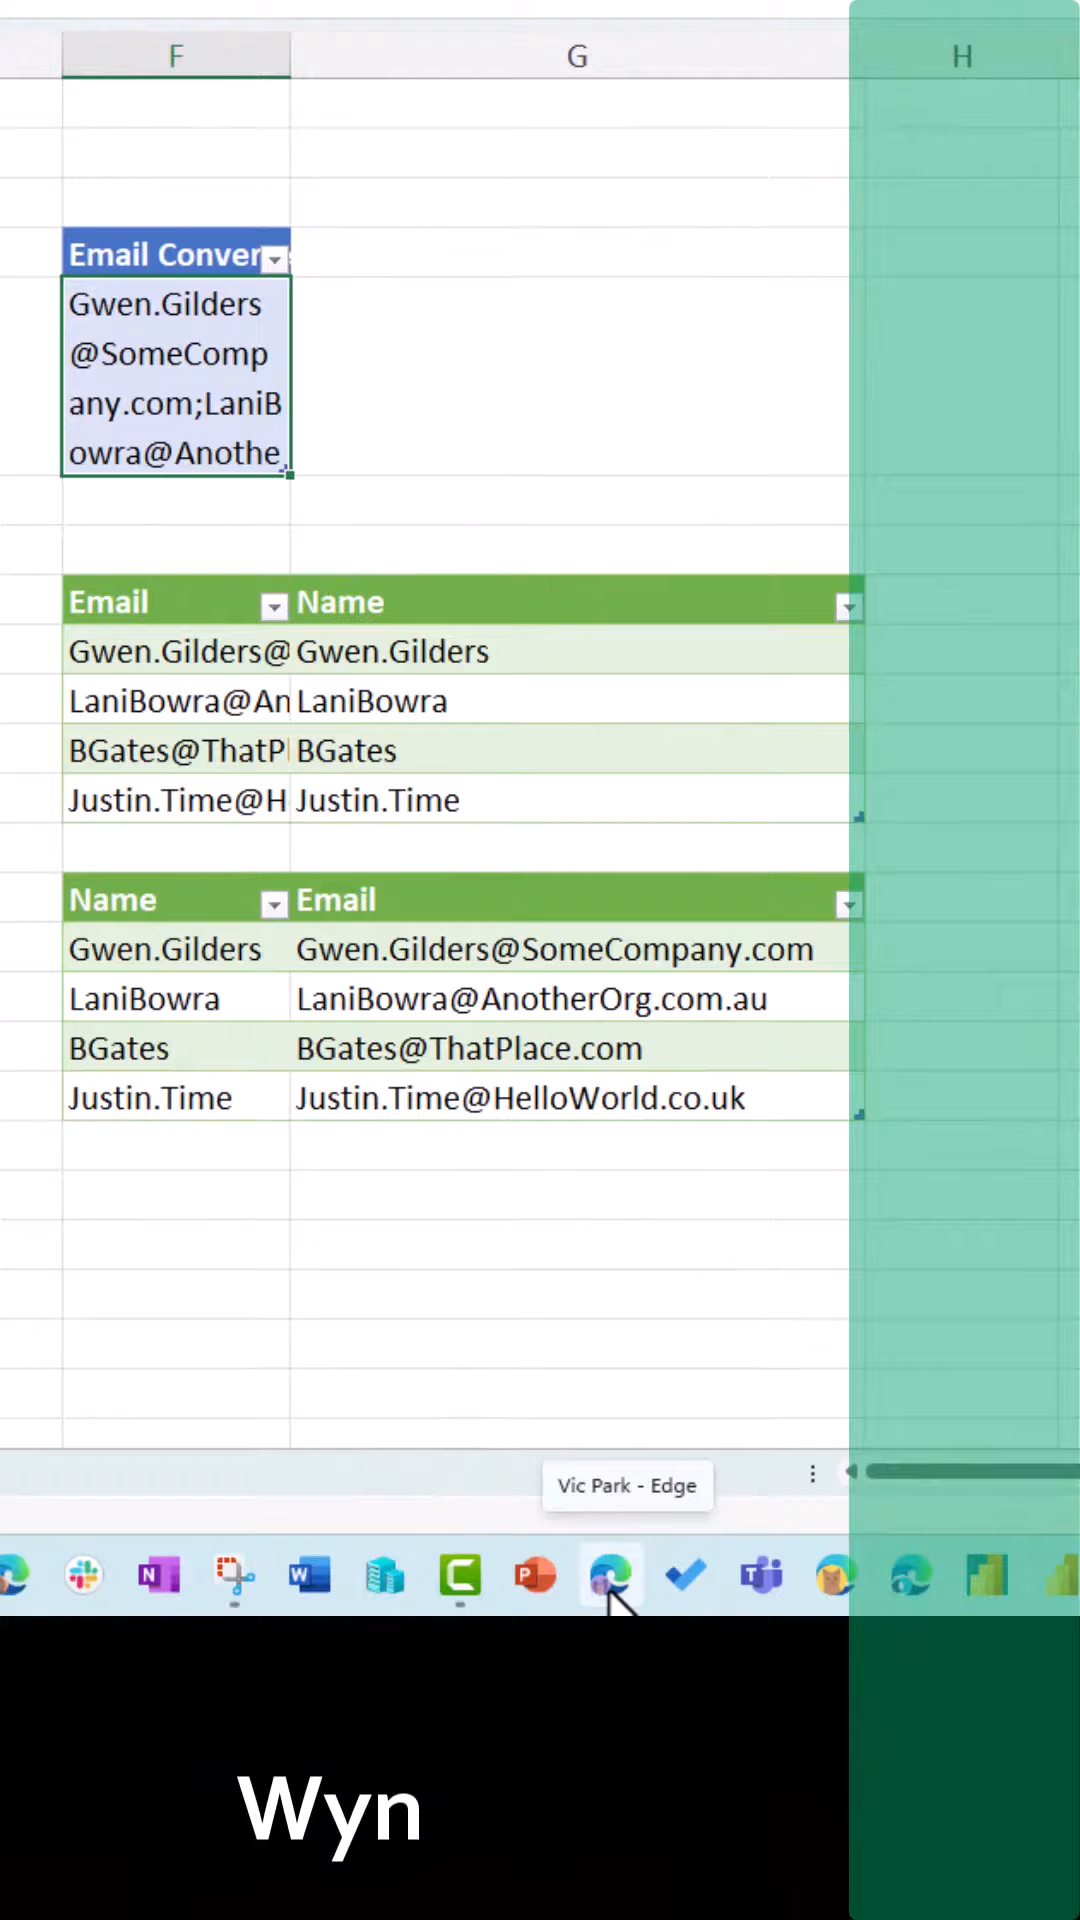 F G H
Email Conver
Gwen.Gilders
@SomeComp
any.com;LaniB
owra@Anothe
Email Name
Gwen.Gilders@ Gwen.Gilders
LaniBowra@An LaniBowra
BGates@ThatPl BGates
Justin.Time@H Justin.Time
Name Email
Gwen.Gilders Gwen.Gilders@SomeCompany.com
LaniBowra LaniBowra@AnotherOrg.com.au
BGates BGates@ThatPlace.com
Justin.Time Justin.Time@HelloWorld.co.uk
Vic Park - Edge
N W P T
Wyn